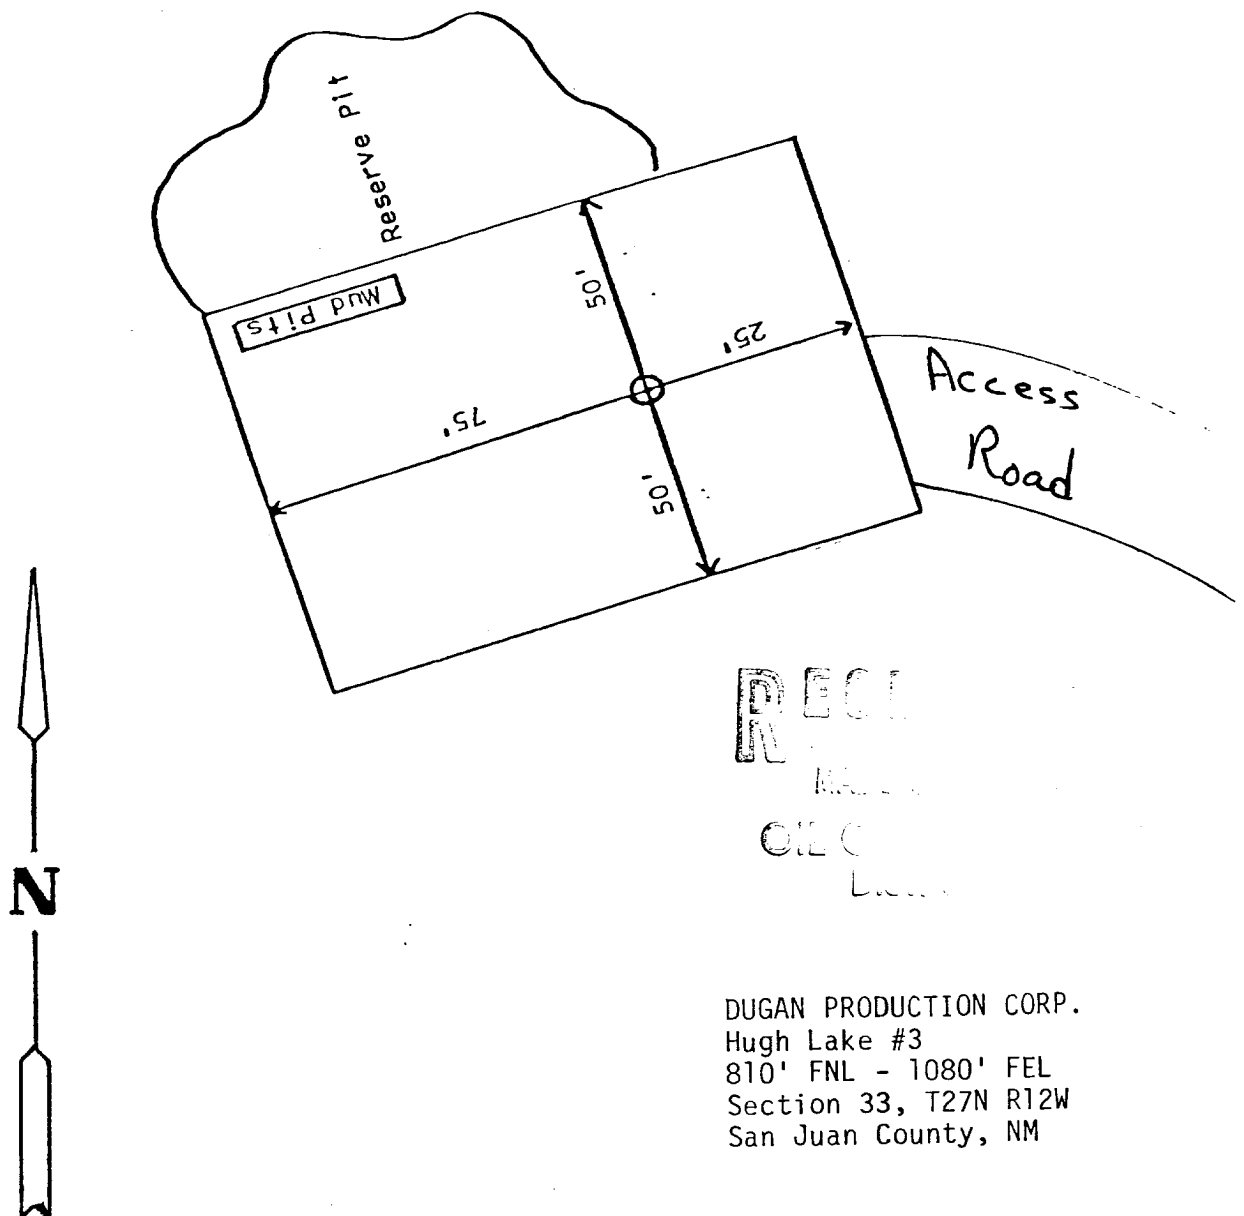 Reserve Pit
Mud Pits
50'
25'
75'
50'
Access
Road
N
OIL
DUGAN PRODUCTION CORP.
Hugh Lake #3
810' FNL - 1080' FEL
Section 33, T27N R12W
San Juan County, NM